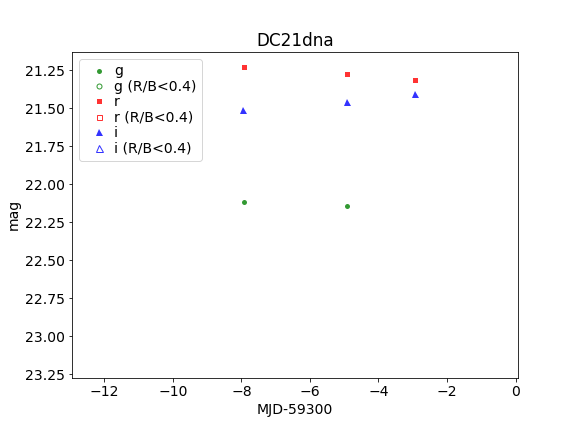 DC21dna
g
g (R/B<0.4)
r
r (R/B<0.4)
i
i (R/B<0.4)
mag
21.25
21.50
21.75
22.00
22.25
22.50
22.75
23.00
23.25
−12
−10
−8
−6
−4
−2
0
MJD-59300